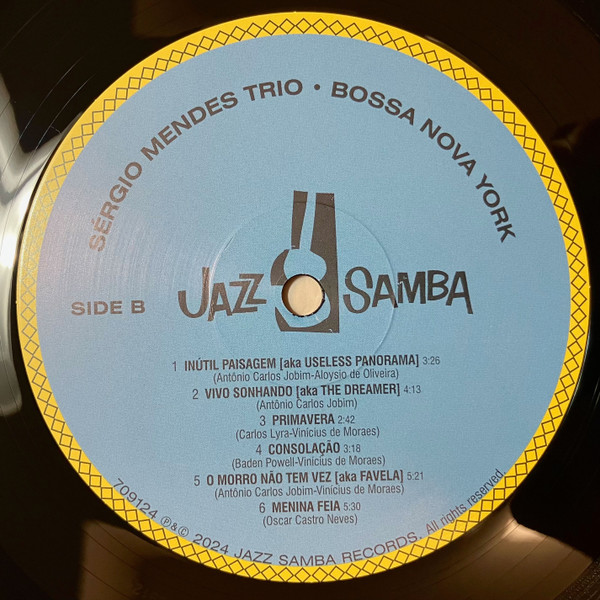 SÉRGIO MENDES TRIO • BOSSA NOVA YORK
JAZZ SAMBA
SIDE B
1 INÚTIL PAISAGEM [aka USELESS PANORAMA] 3:26
(Antônio Carlos Jobim-Aloysio de Oliveira)
2 VIVO SONHANDO [aka THE DREAMER] 4:13
(Antônio Carlos Jobim)
3 PRIMAVERA 2:42
(Carlos Lyra-Vinícius de Moraes)
4 CONSOLAÇÃO 3:18
(Baden Powell-Vinícius de Moraes)
5 O MORRO NÃO TEM VEZ [aka FAVELA] 5:21
(Antônio Carlos Jobim-Vinícius de Moraes)
6 MENINA FEIA 5:30
(Oscar Castro Neves)
709124 ℗&© 2024 JAZZ SAMBA RECORDS. All rights reserved.